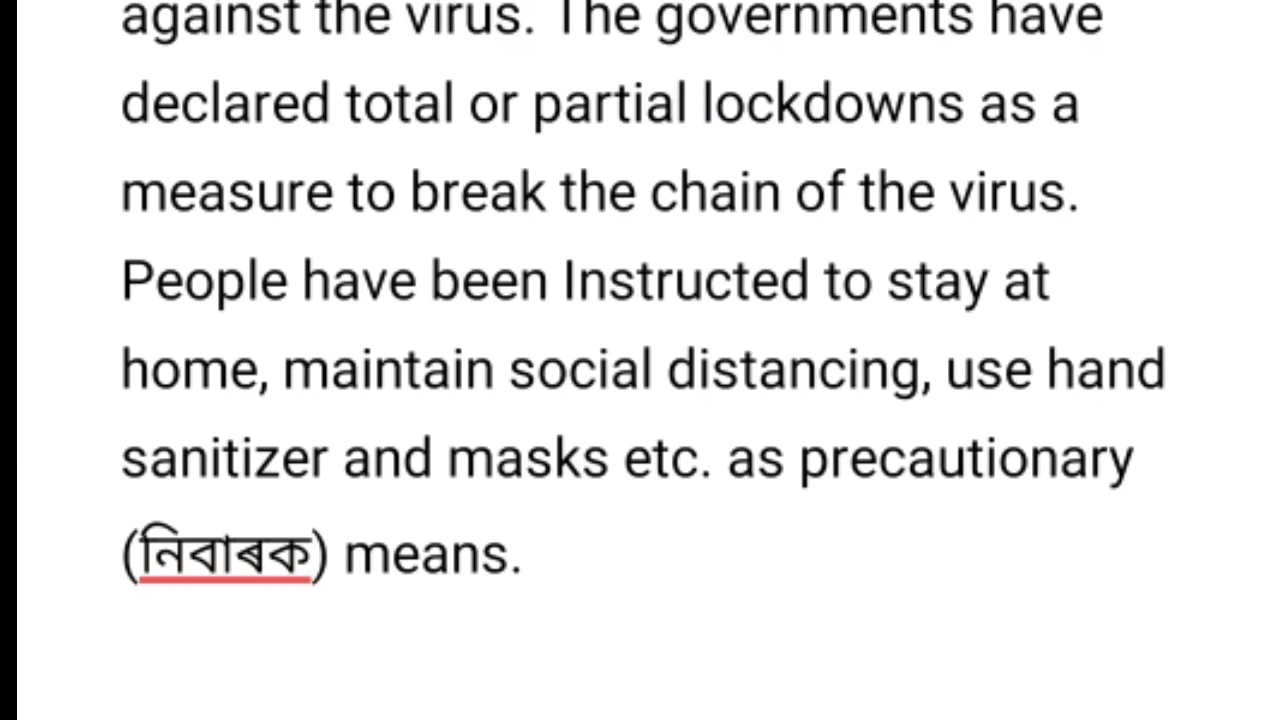 against the virus. The governments have
declared total or partial lockdowns as a
measure to break the chain of the virus.
People have been Instructed to stay at
home, maintain social distancing, use hand
sanitizer and masks etc. as precautionary
(নিবাৰক) means.